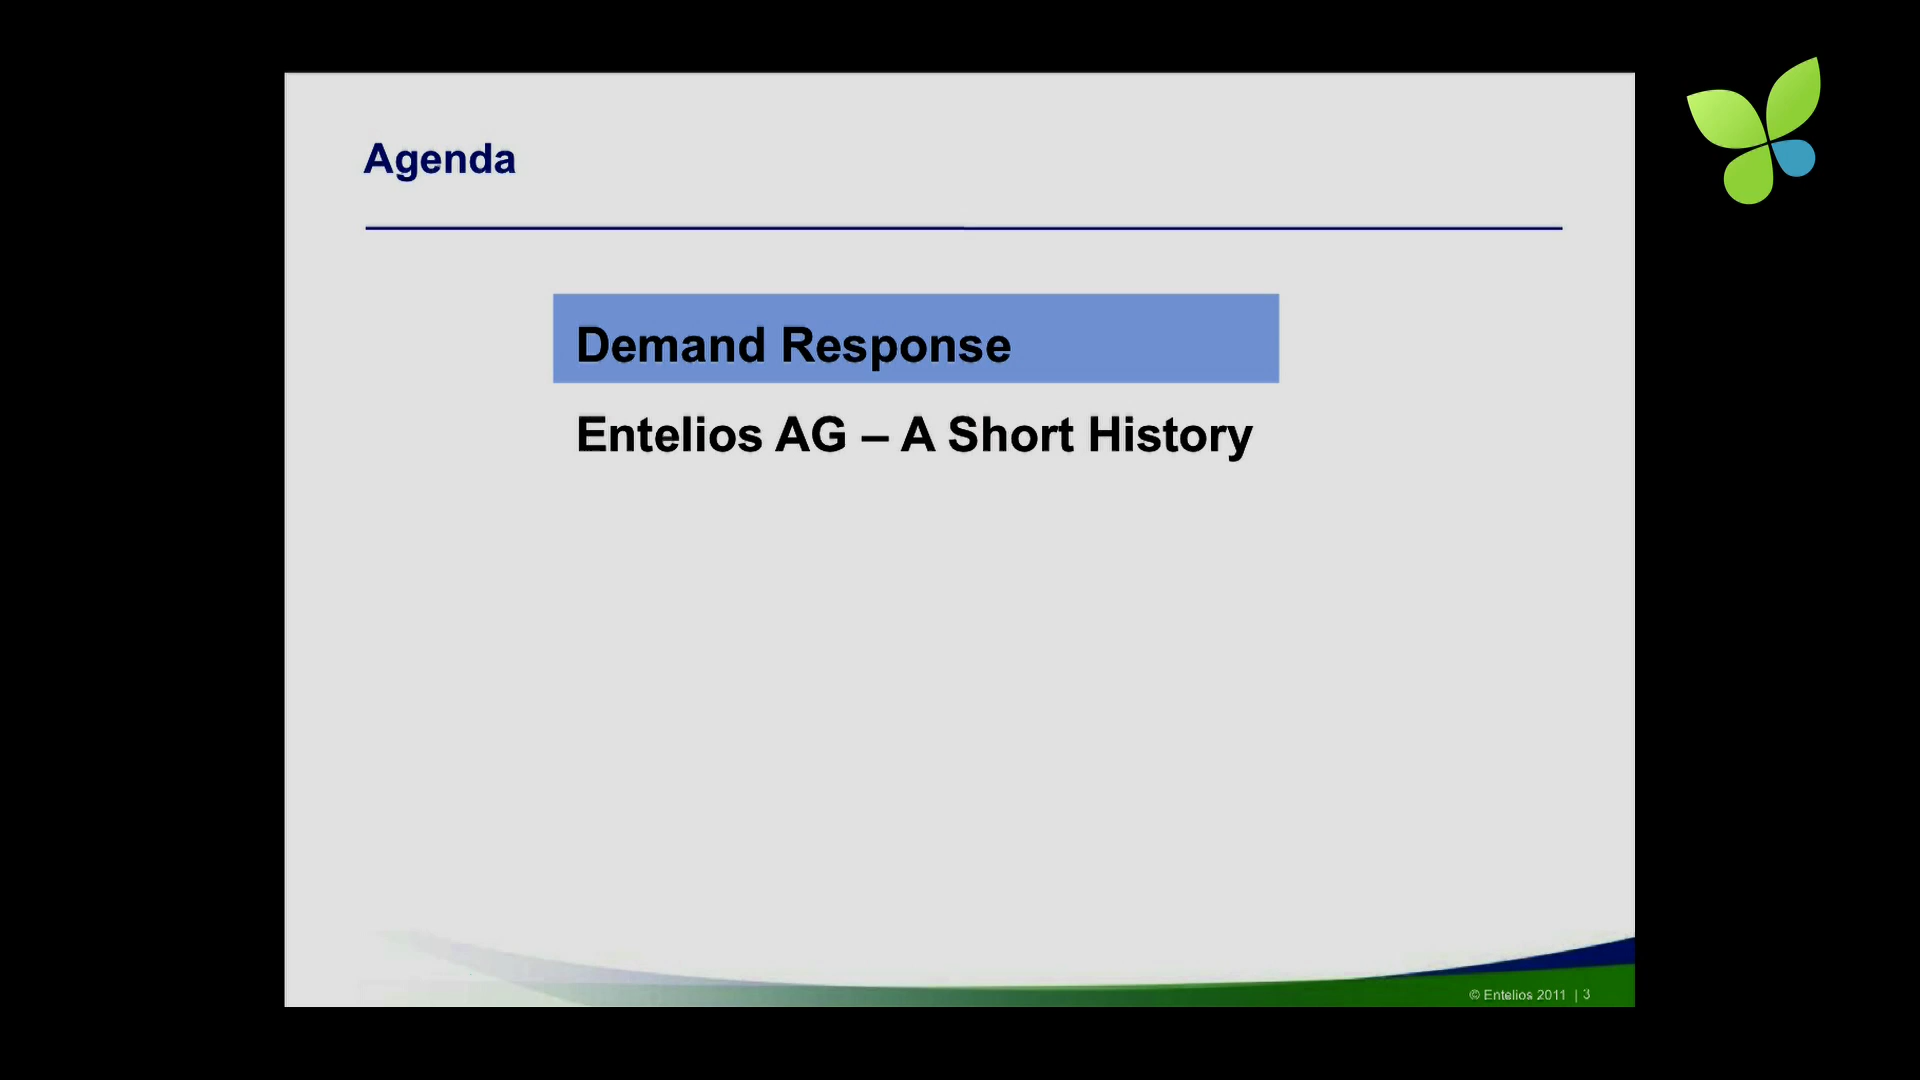 Agenda
Demand Response
Entelios AG – A Short History
© Entelios 2011 | 3